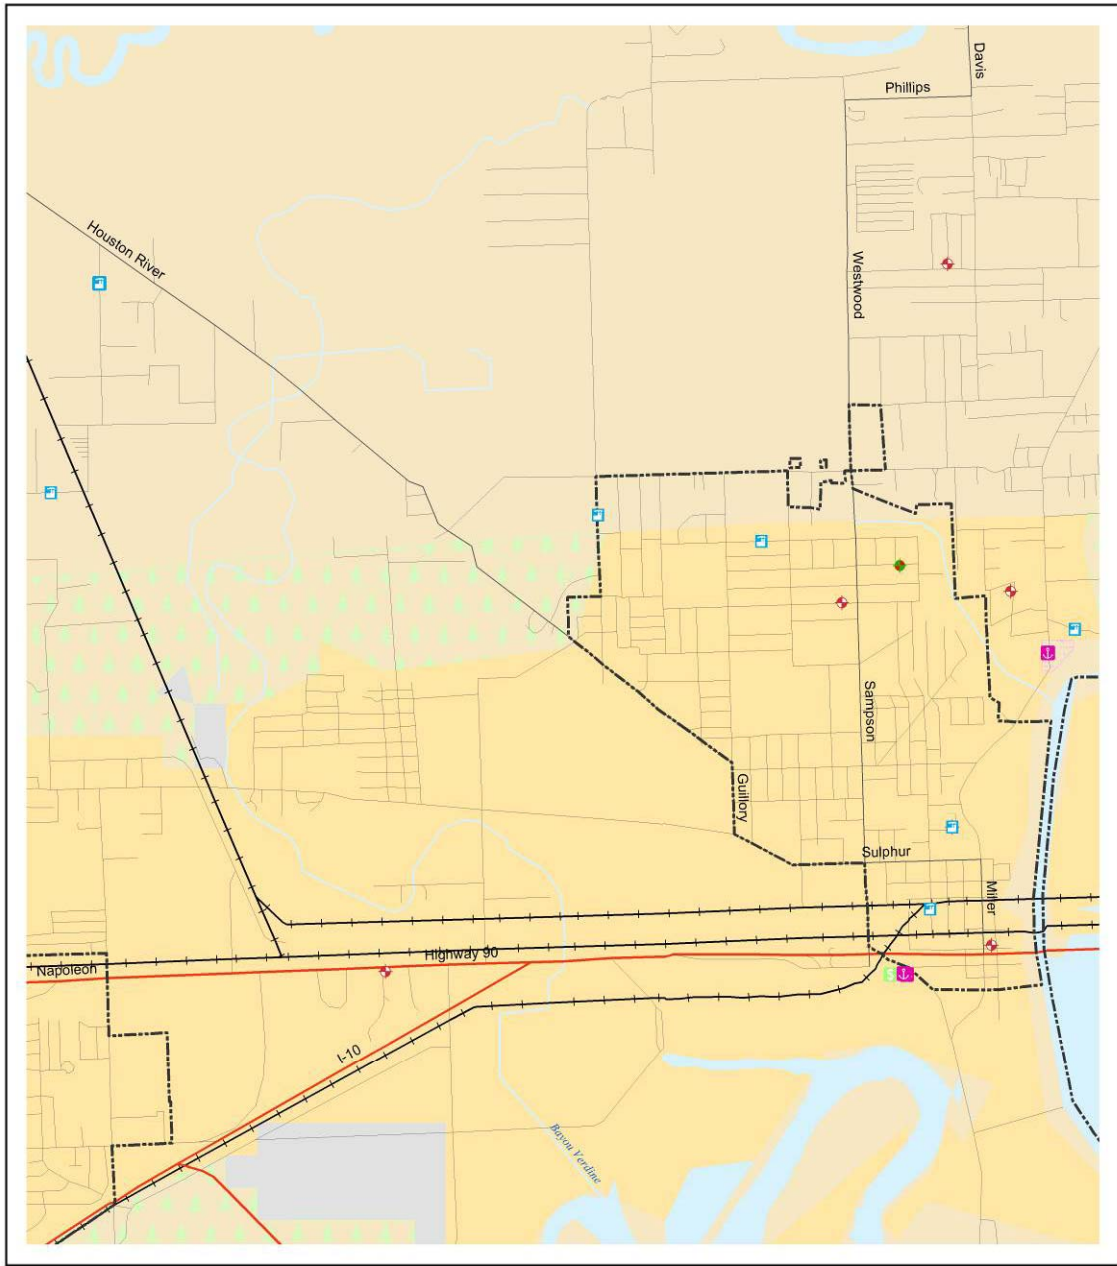 Davis
Phillips
Houston River
Westwood
Sampson
Guillory
Sulphur
Miller
Highway 90
Napoleon
$
I-10
Bayou Verdine